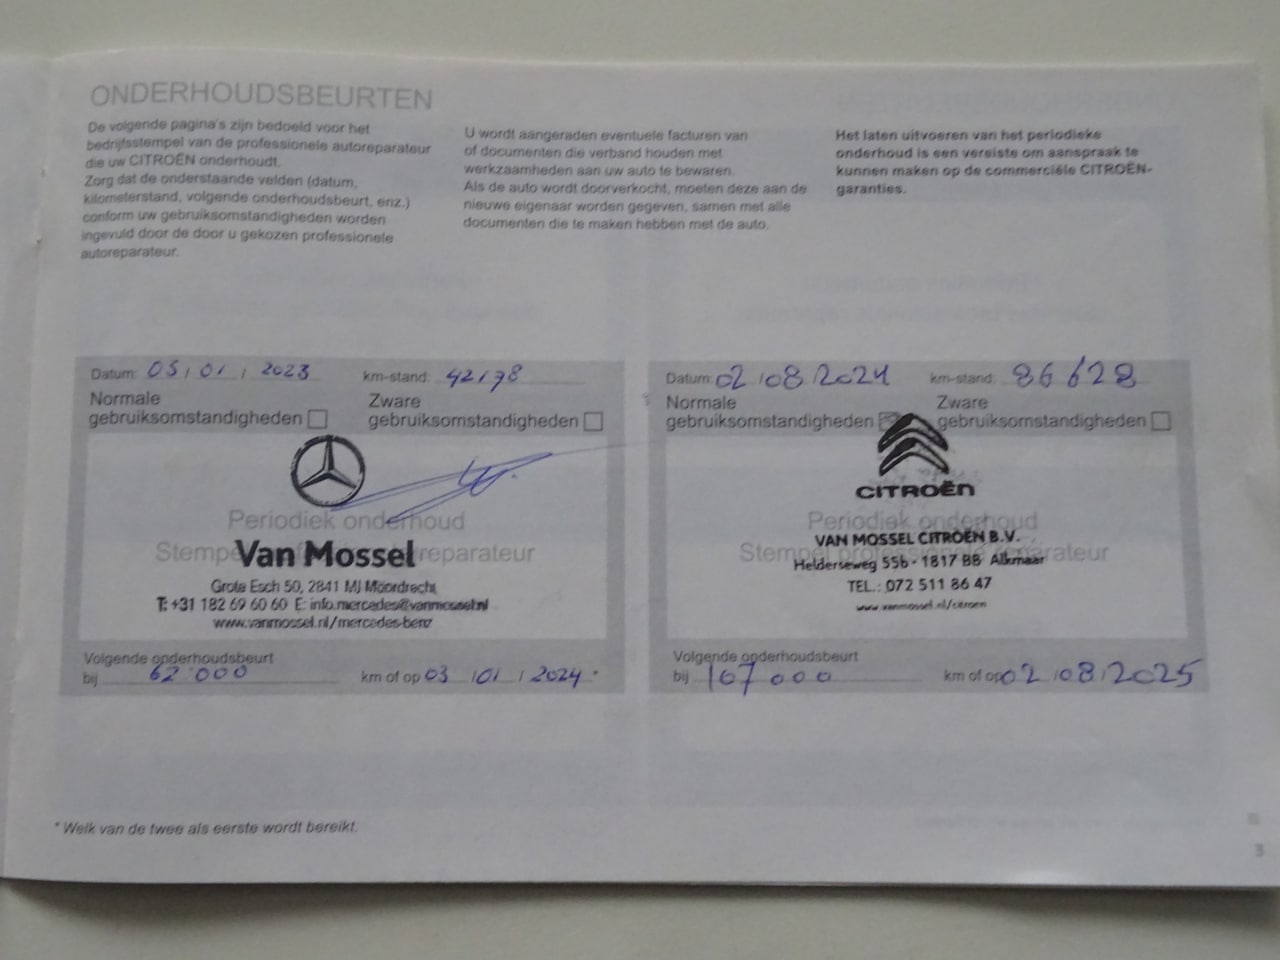 ONDERHOUDSBEURTEN
De volgende pagina's zijn bedoeld voor het
bedrijfsstempel van de professionele autoreparateur
die uw CITROËN onderhoudt.
Zorg dat de onderstaande velden (datum,
kilometerstand, volgende onderhoudsbeurt, enz.)
conform uw gebruiksomstandigheden worden
ingevuld door de door u gekozen professionele
autoreparateur.
U wordt aangeraden eventuele facturen van
of documenten die verband houden met
werkzaamheden aan uw auto te bewaren.
Als de auto wordt doorverkocht, moeten deze aan de
nieuwe eigenaar worden gegeven, samen met alle
documenten die te maken hebben met de auto.
Het laten uitvoeren van het periodieke
onderhoud is een vereiste om aanspraak te
kunnen maken op de commerciële CITROËN-
garanties.
Datum: 05 / 01 / 2023 km-stand: 42178
Normale
gebruiksomstandigheden
Zware
gebruiksomstandigheden
Periodiek onderhoud
Stempel professionele autoreparateur
Van Mossel
Grote Esch 50, 2841 MJ Moordrecht
T: +31 182 69 60 60 E: info.mercedes@vanmossel.nl
www.vanmossel.nl/mercedes-benz
Volgende onderhoudsbeurt
bij 62 000 km of op 03 / 01 / 2024 *
Datum: 02 / 08 / 2024 km-stand: 86628
Normale
gebruiksomstandigheden
Zware
gebruiksomstandigheden
CITROËN
Periodiek onderhoud
VAN MOSSEL CITROËN B.V.
Stempel professionele autoreparateur
Helderseweg 55b - 1817 BB Alkmaar
TEL.: 072 511 86 47
www.vanmossel.nl/citroen
Volgende onderhoudsbeurt
bij 107 000 km of op 02 / 08 / 2025
* Welk van de twee als eerste wordt bereikt.
3